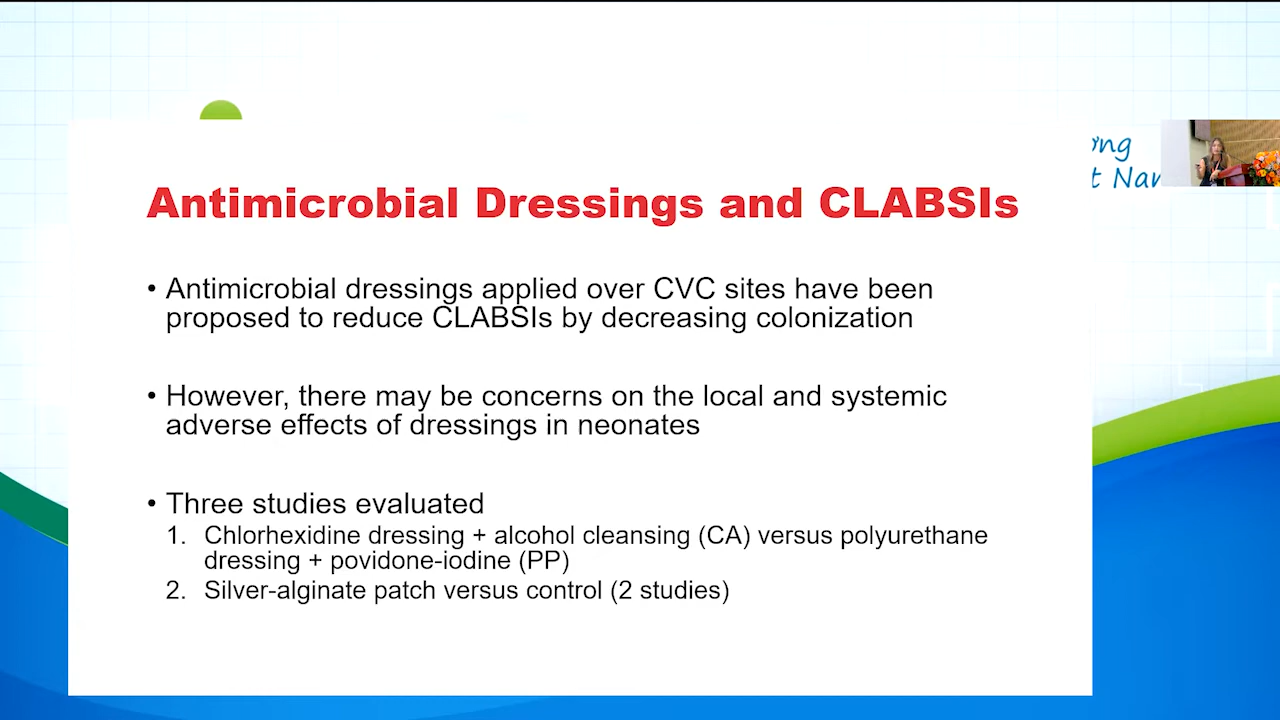 ơng
t Nam
Antimicrobial Dressings and CLABSIs
• Antimicrobial dressings applied over CVC sites have been
proposed to reduce CLABSIs by decreasing colonization
• However, there may be concerns on the local and systemic
adverse effects of dressings in neonates
• Three studies evaluated
1. Chlorhexidine dressing + alcohol cleansing (CA) versus polyurethane
dressing + povidone-iodine (PP)
2. Silver-alginate patch versus control (2 studies)